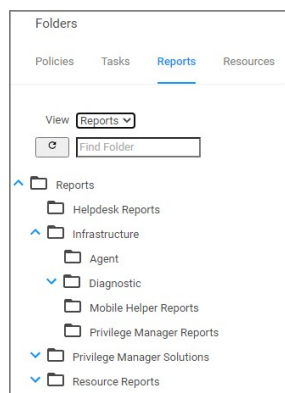 Folders
Policies Tasks Reports Resources
View Reports
Find Folder
Reports
Helpdesk Reports
Infrastructure
Agent
Diagnostic
Mobile Helper Reports
Privilege Manager Reports
Privilege Manager Solutions
Resource Reports